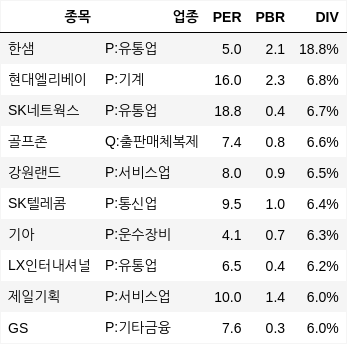 종목 업종 PER PBR DIV
한샘 P:유통업 5.0 2.1 18.8%
현대엘리베이 P:기계 16.0 2.3 6.8%
SK네트웍스 P:유통업 18.8 0.4 6.7%
골프존 Q:출판매체복제 7.4 0.8 6.6%
강원랜드 P:서비스업 8.0 0.9 6.5%
SK텔레콤 P:통신업 9.5 1.0 6.4%
기아 P:운수장비 4.1 0.7 6.3%
LX인터내셔널 P:유통업 6.5 0.4 6.2%
제일기획 P:서비스업 10.0 1.4 6.0%
GS P:기타금융 7.6 0.3 6.0%